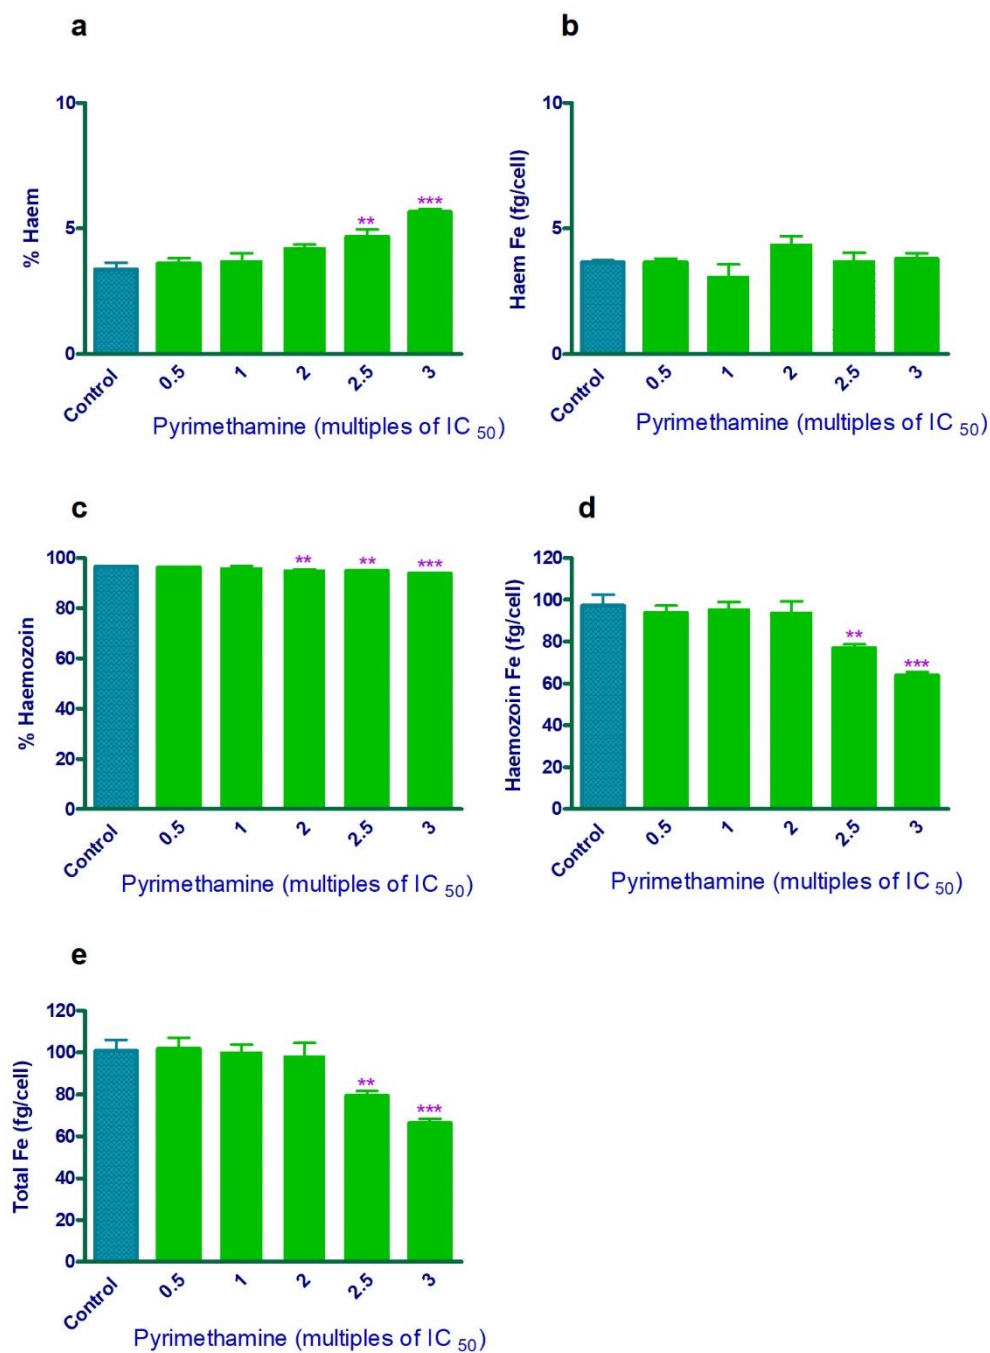 a
% Haem
10
5
0
** ***
Control 0.5 1 2 2.5 3
Pyrimethamine (multiples of IC 50)
b
Haem Fe (fg/cell)
10
5
0
Control 0.5 1 2 2.5 3
Pyrimethamine (multiples of IC 50)
c
% Haemozoin
100
80
60
40
20
0
** ** ***
Control 0.5 1 2 2.5 3
Pyrimethamine (multiples of IC 50)
d
Haemozoin Fe (fg/cell)
120
100
80
60
40
20
0
** ***
Control 0.5 1 2 2.5 3
Pyrimethamine (multiples of IC 50)
e
Total Fe (fg/cell)
120
100
80
60
40
20
0
** ***
Control 0.5 1 2 2.5 3
Pyrimethamine (multiples of IC 50)